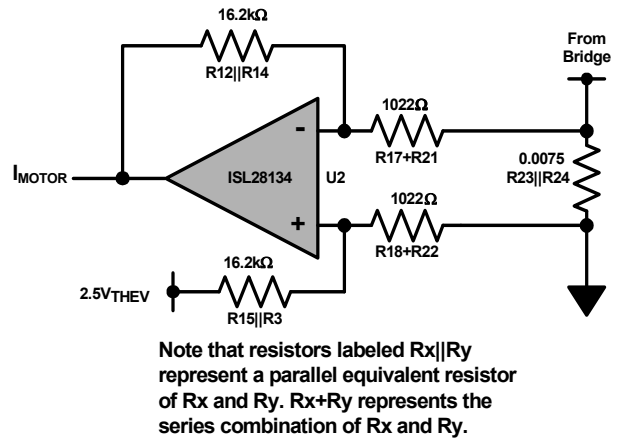 16.2kΩ
R12||R14
From
Bridge
1022Ω
R17+R21
-
ISL28134
U2
I_MOTOR
0.0075
R23||R24
1022Ω
+
R18+R22
16.2kΩ
2.5V_THEV
R15||R3
Note that resistors labeled Rx||Ry
represent a parallel equivalent resistor
of Rx and Ry. Rx+Ry represents the
series combination of Rx and Ry.